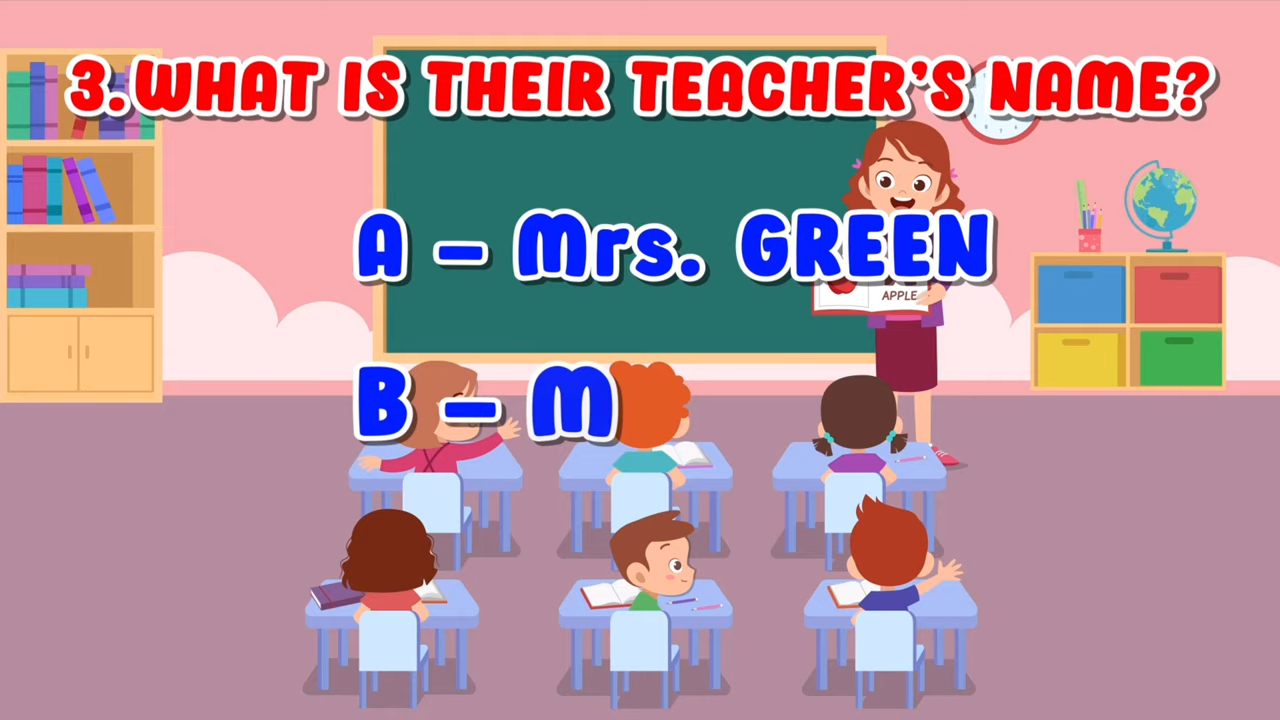 3. WHAT IS THEIR TEACHER'S NAME?
A – Mrs. GREEN
APPLE
B – M